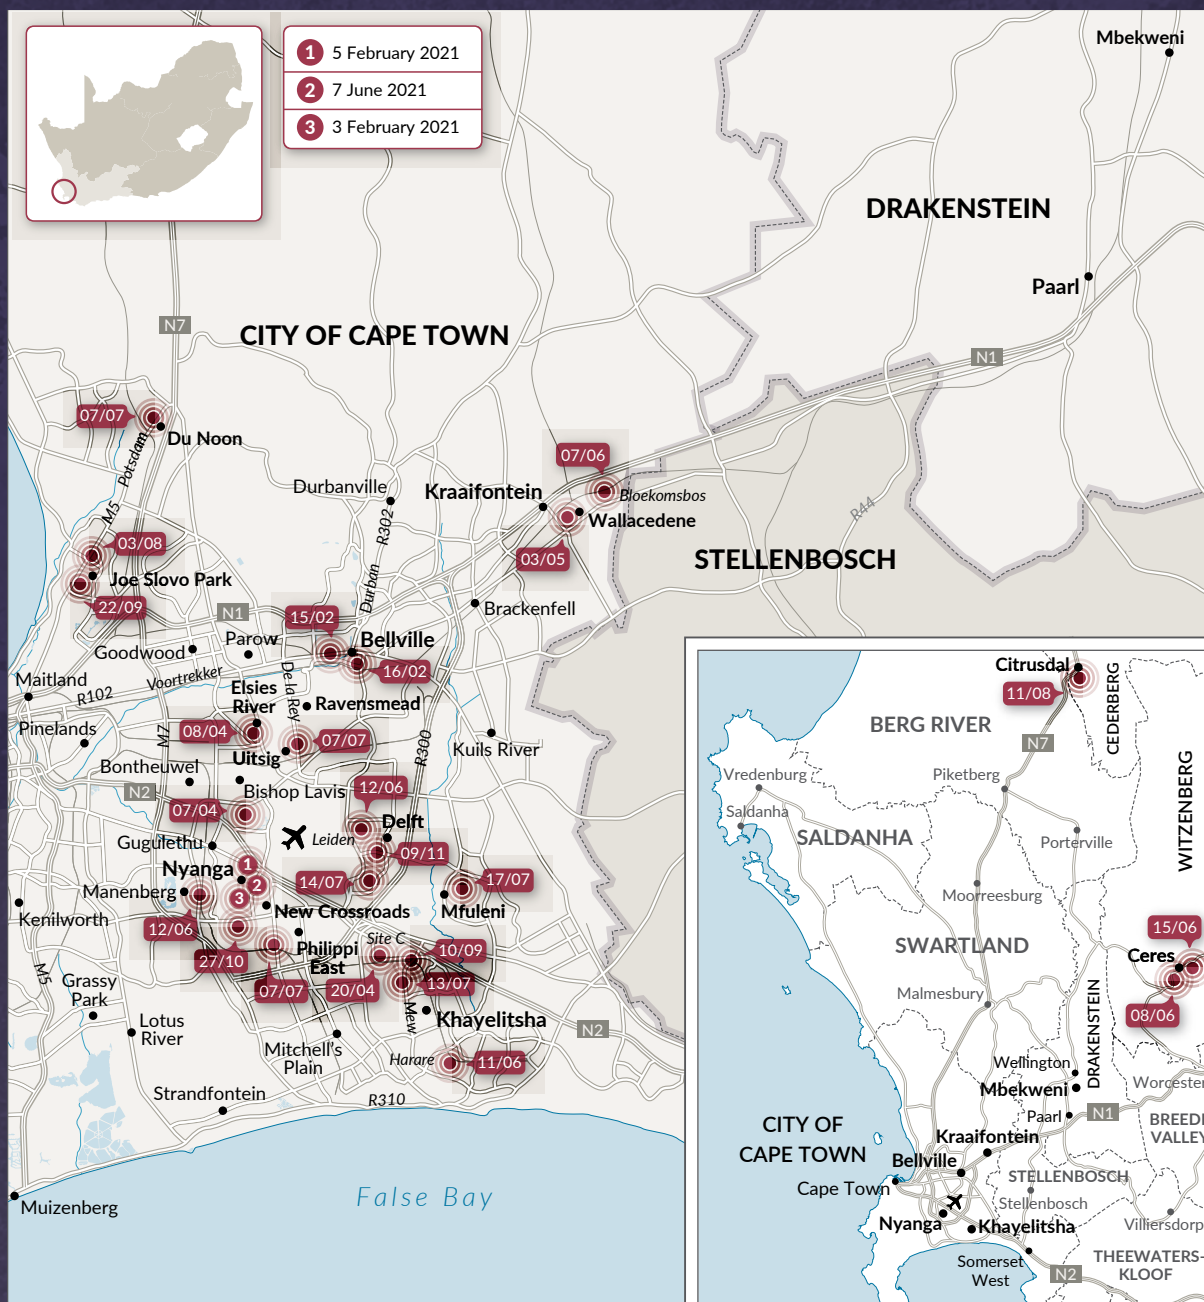 1 5 February 2021
2 7 June 2021
3 3 February 2021
Mbekweni
DRAKENSTEIN
Paarl
N7
CITY OF CAPE TOWN
N1
07/07
Du Noon
Potsdam
M5
Durbanville
R302
Durban
Kraaifontein
07/06
Bloekomsbos
Wallacedene
03/05
R44
STELLENBOSCH
03/08
Joe Slovo Park
22/09
N1
15/02
Bellville
16/02
Brackenfell
Parow
Goodwood
Maitland
R102
Voortrekker
De la Rey
Elsies
River
Ravensmead
Pinelands
M7
08/04
Uitsig
07/07
R300
Kuils River
Bontheuwel
N2
Bishop Lavis
12/06
07/04
Delft
Leiden
Gugulethu
09/11
Nyanga
1
2
3
14/07
17/07
Manenberg
New Crossroads
Mfuleni
Kenilworth
12/06
27/10
Philippi
East
Site C
10/09
07/07
20/04
13/07
M5
Grassy
Park
Mew
Khayelitsha
N2
Lotus
River
Mitchell's
Plain
Harare
11/06
Strandfontein
R310
False Bay
Muizenberg
Citrusdal
11/08
CEDERBERG
BERG RIVER
N7
WITZENBERG
Vredenburg
Piketberg
Saldanha
SALDANHA
Porterville
Moorreesburg
SWARTLAND
15/06
Ceres
08/06
Malmesbury
DRAKENSTEIN
Wellington
Mbekweni
Worcester
Paarl
N1
BREEDE
VALLEY
CITY OF
CAPE TOWN
Kraaifontein
Bellville
STELLENBOSCH
Cape Town
Stellenbosch
Nyanga
Khayelitsha
Villiersdorp
Somerset
West
N2
THEEWATERS-
KLOOF